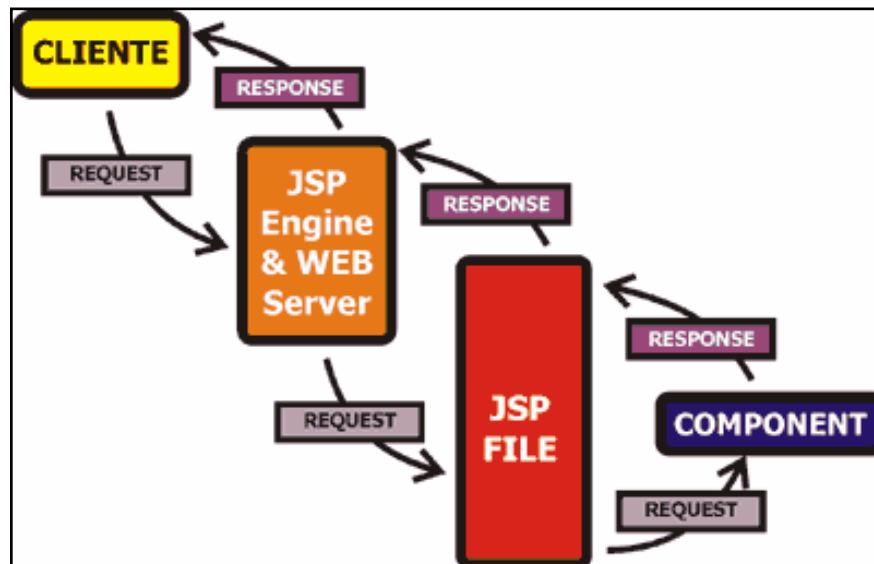 CLIENTE
RESPONSE
REQUEST
JSP
Engine
& WEB
Server
RESPONSE
REQUEST
JSP
FILE
RESPONSE
COMPONENT
REQUEST